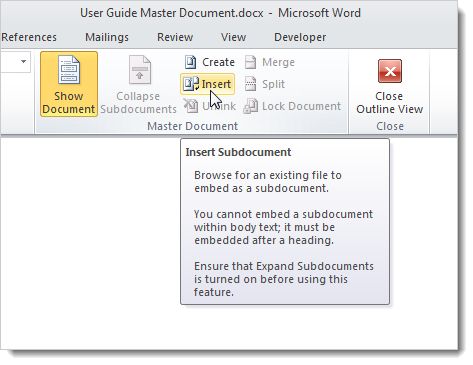 User Guide Master Document.docx - Microsoft Word
References Mailings Review View Developer
Show Document
Collapse Subdocuments
Create
Insert
Unlink
Merge
Split
Lock Document
Master Document
Close Outline View
Close
Insert Subdocument
Browse for an existing file to
embed as a subdocument.
You cannot embed a subdocument
within body text; it must be
embedded after a heading.
Ensure that Expand Subdocuments
is turned on before using this
feature.